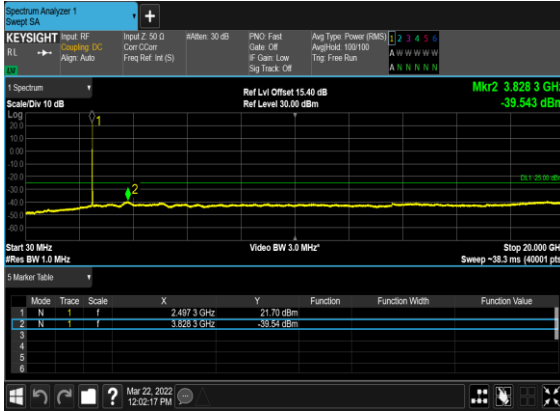 Spectrum Analyzer 1
Swept SA
+
KEYSIGHT Input: RF Input Z: 50 Ω #Atten: 30 dB PNO: Fast Avg Type: Power (RMS) 1 2 3 4 5 6
RL Coupling: DC Corr CCorr Gate: Off Avg|Hold: 100/100 A W W W W W
Align: Auto Freq Ref: Int (S) IF Gain: Low Trig: Free Run
Sig Track: Off A N N N N N
1 Spectrum Ref Lvl Offset 15.40 dB Mkr2 3.828 3 GHz
Scale/Div 10 dB Ref Level 30.00 dBm -39.543 dBm
Log
20.0
10.0
0.00
-10.0
-20.0
-30.0
-40.0
-50.0
-60.0
1
2
DL1 -25.00 dBm
Start 30 MHz Video BW 3.0 MHz* Stop 20.000 GH
#Res BW 1.0 MHz Sweep ~38.3 ms (40001 pts
5 Marker Table
Mode Trace Scale X Y Function Function Width Function Value
1 N 1 f 2.497 3 GHz 21.70 dBm
2 N 1 f 3.828 3 GHz -39.54 dBm
3
4
5
6
? Mar 22, 2022
12:02:17 PM